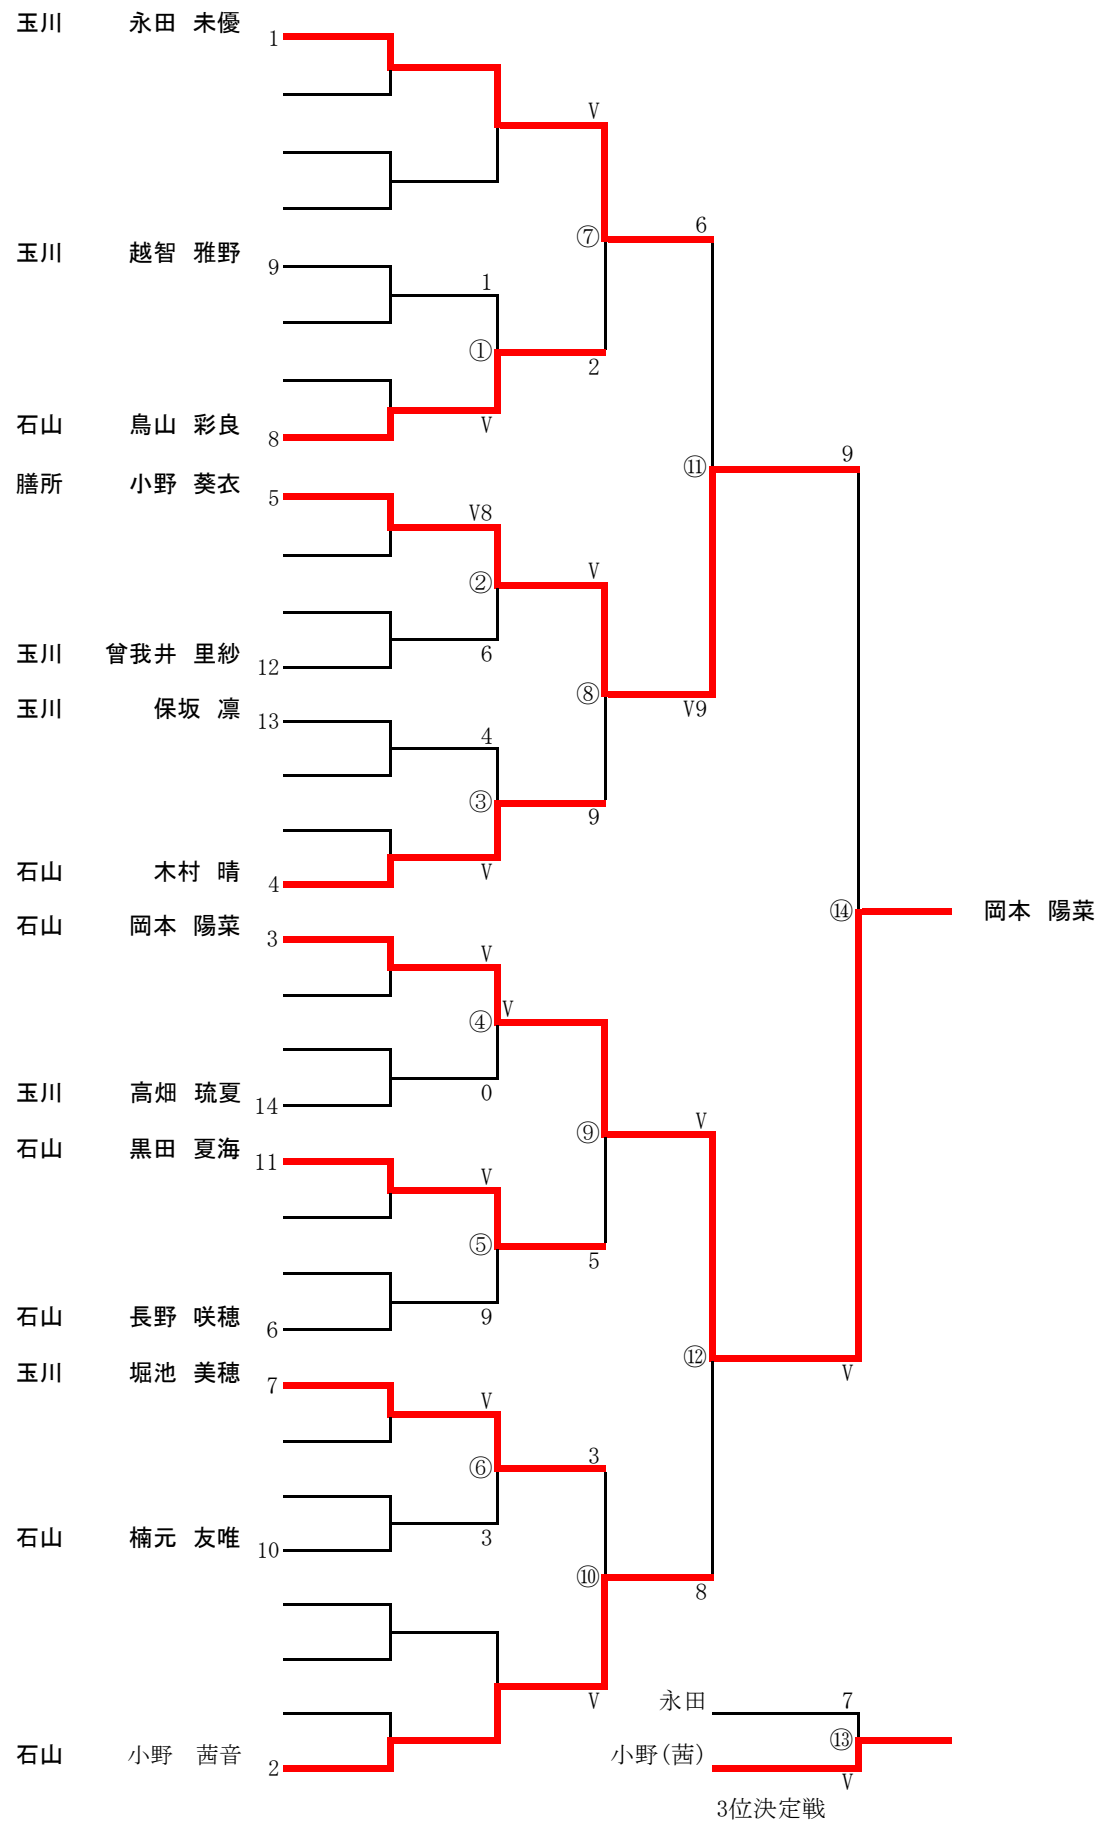 玉川 永田 未優 1
V
6
⑦
玉川 越智 雅野 9
1
①
2
石山 鳥山 彩良 8
V
9
⑪
膳所 小野 葵衣 5
V8
V
②
玉川 曾我井 里紗 12
6
⑧
V9
玉川 保坂 凛 13
4
③
9
石山 木村 晴 4
V
⑭ 岡本 陽菜
石山 岡本 陽菜 3
V
④ V
玉川 高畑 琉夏 14
0
⑨
V
石山 黒田 夏海 11
V
⑤
5
石山 長野 咲穂 6
9
⑫
V
玉川 堀池 美穂 7
V
3
⑥
石山 楠元 友唯 10
3
⑩
8
V
永田 7
⑬
石山 小野 茜音 2
小野(茜)
V
3位決定戦